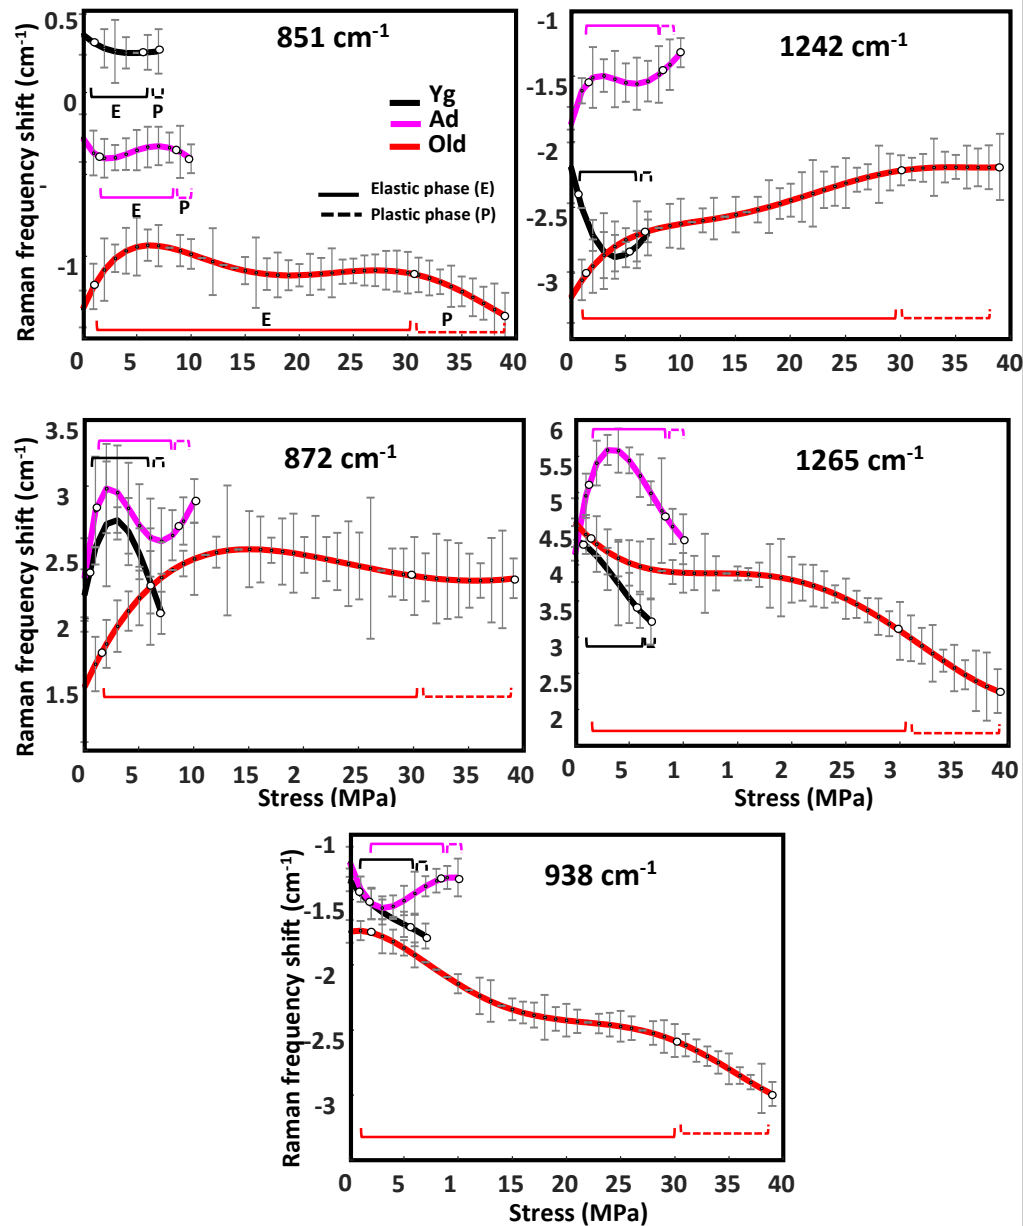 Raman frequency shift (cm-1)
0.5
0
-
-1
851 cm-1
E
P
Yg
Ad
Old
E
P
Elastic phase (E)
Plastic phase (P)
E
P
0 5 10 15 20 25 30 35 40
-1
-1.5
-2
-2.5
-3
1242 cm-1
0 5 10 15 20 25 30 35 40
Raman frequency shift (cm-1)
3.5
3
2.5
2
1.5
872 cm-1
0 5 1 15 2 25 30 35 40
Stress (MPa)
6
5.5
5
4.5
4
3.5
3
2.5
2
1265 cm-1
0 5 1 1 2 25 30 35 40
Stress (MPa)
Raman frequency shift (cm-1)
-1
-1.5
-2
-2.5
-3
938 cm-1
0 5 1 15 20 25 30 35 40
Stress (MPa)